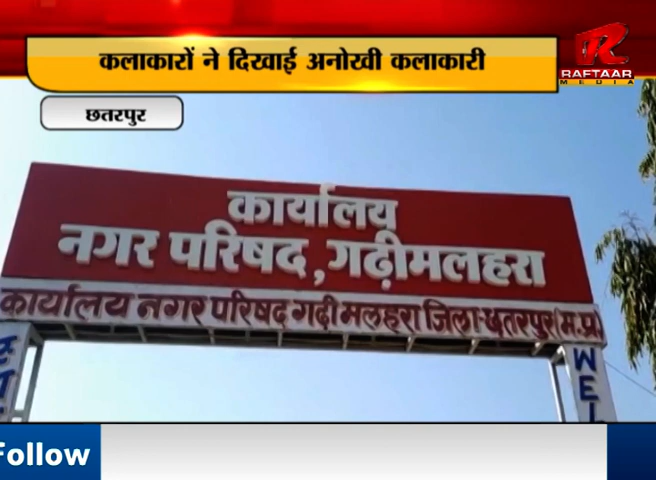 कलाकारों ने दिखाई अनोखी कलाकारी
RAFTAAR
MEDIA
छतरपुर
कार्यालय
नगर परिषद, गढ़ीमलहरा
कार्यालय नगर परिषद गढी मलहरा जिला-छतरपुर(म.प्र)
WEL
Follow